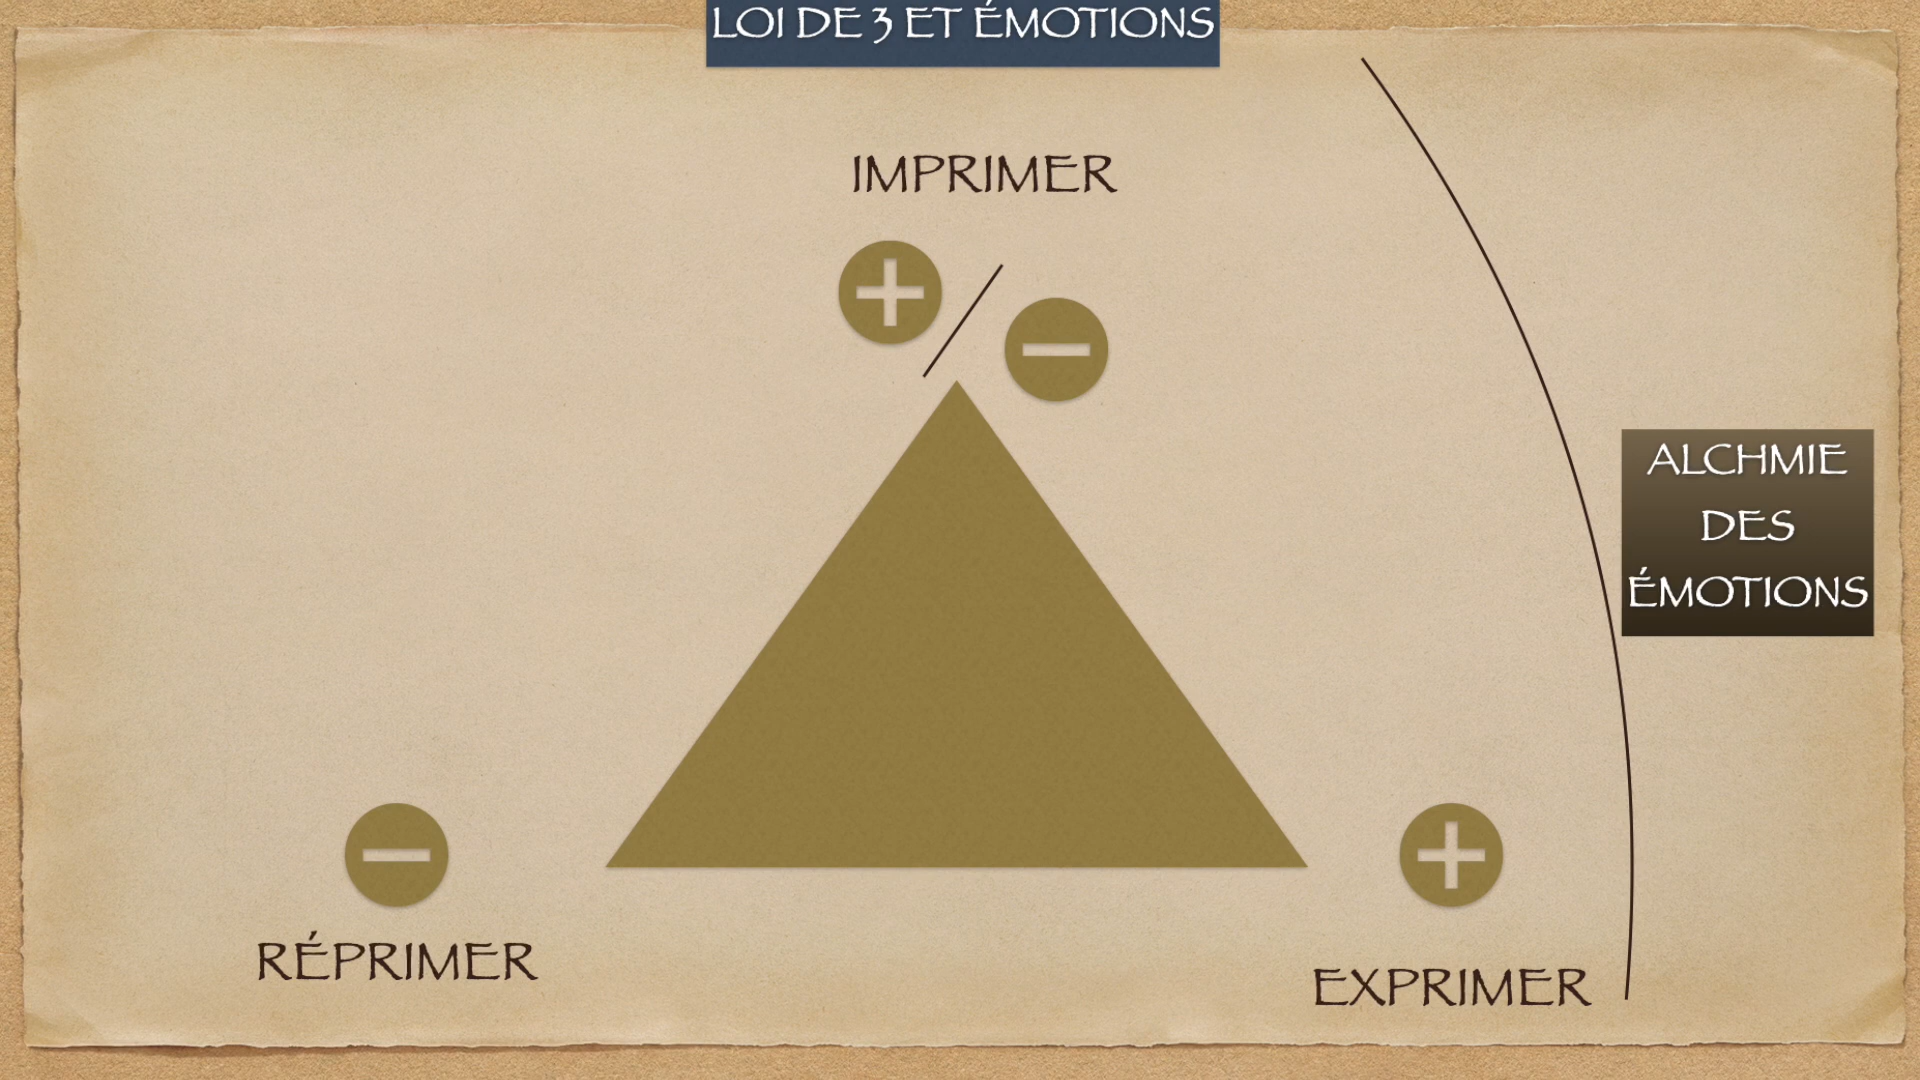 LOI DE 3 ET ÉMOTIONS
IMPRIMER
ALCHMIE
DES
ÉMOTIONS
RÉPRIMER
EXPRIMER